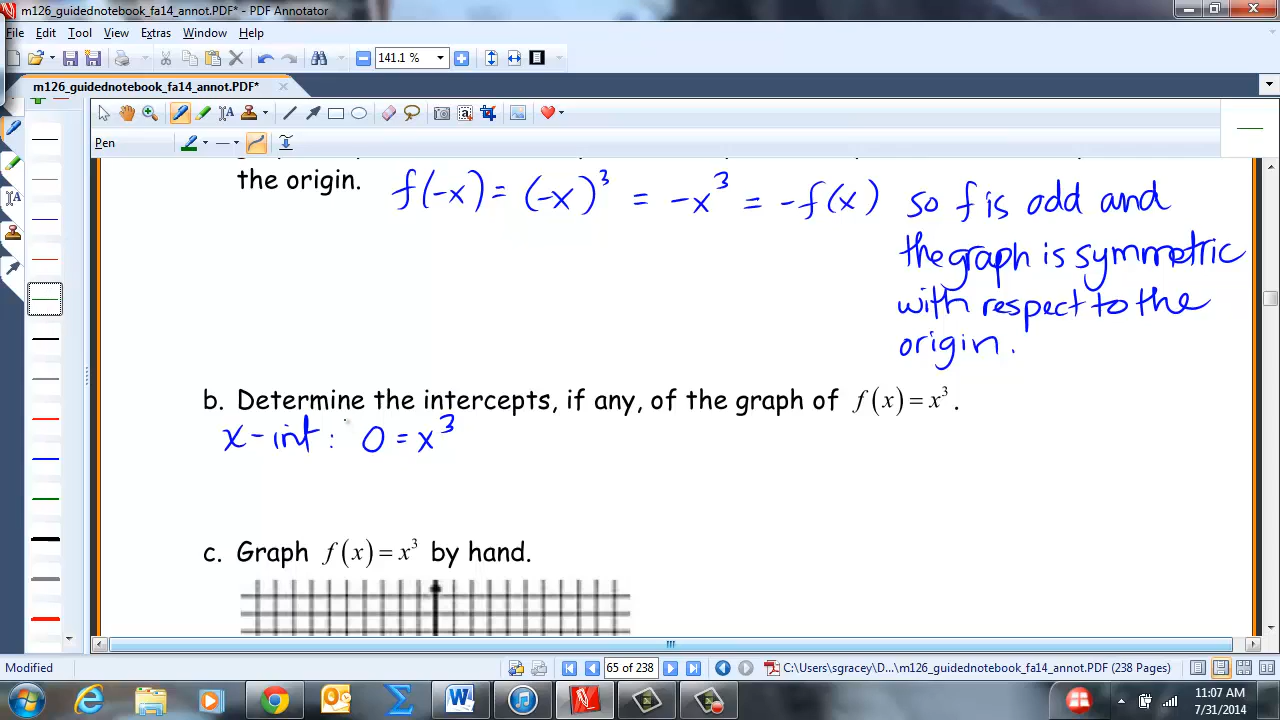 m126_guidednotebook_fa14_annot.PDF* - PDF Annotator
File Edit Tool View Extras Window Help
141.1 %
m126_guidednotebook_fa14_annot.PDF*
Pen
the origin. f(-x) = (-x)³ = -x³ = -f(x) so f is odd and
the graph is symmetric
with respect to the
origin.
b. Determine the intercepts, if any, of the graph of f(x) = x³.
x-int: 0 = x³
c. Graph f(x) = x³ by hand.
Modified
65 of 238
C:\Users\sgracey\D...\m126_guidednotebook_fa14_annot.PDF (238 Pages)
11:07 AM
7/31/2014